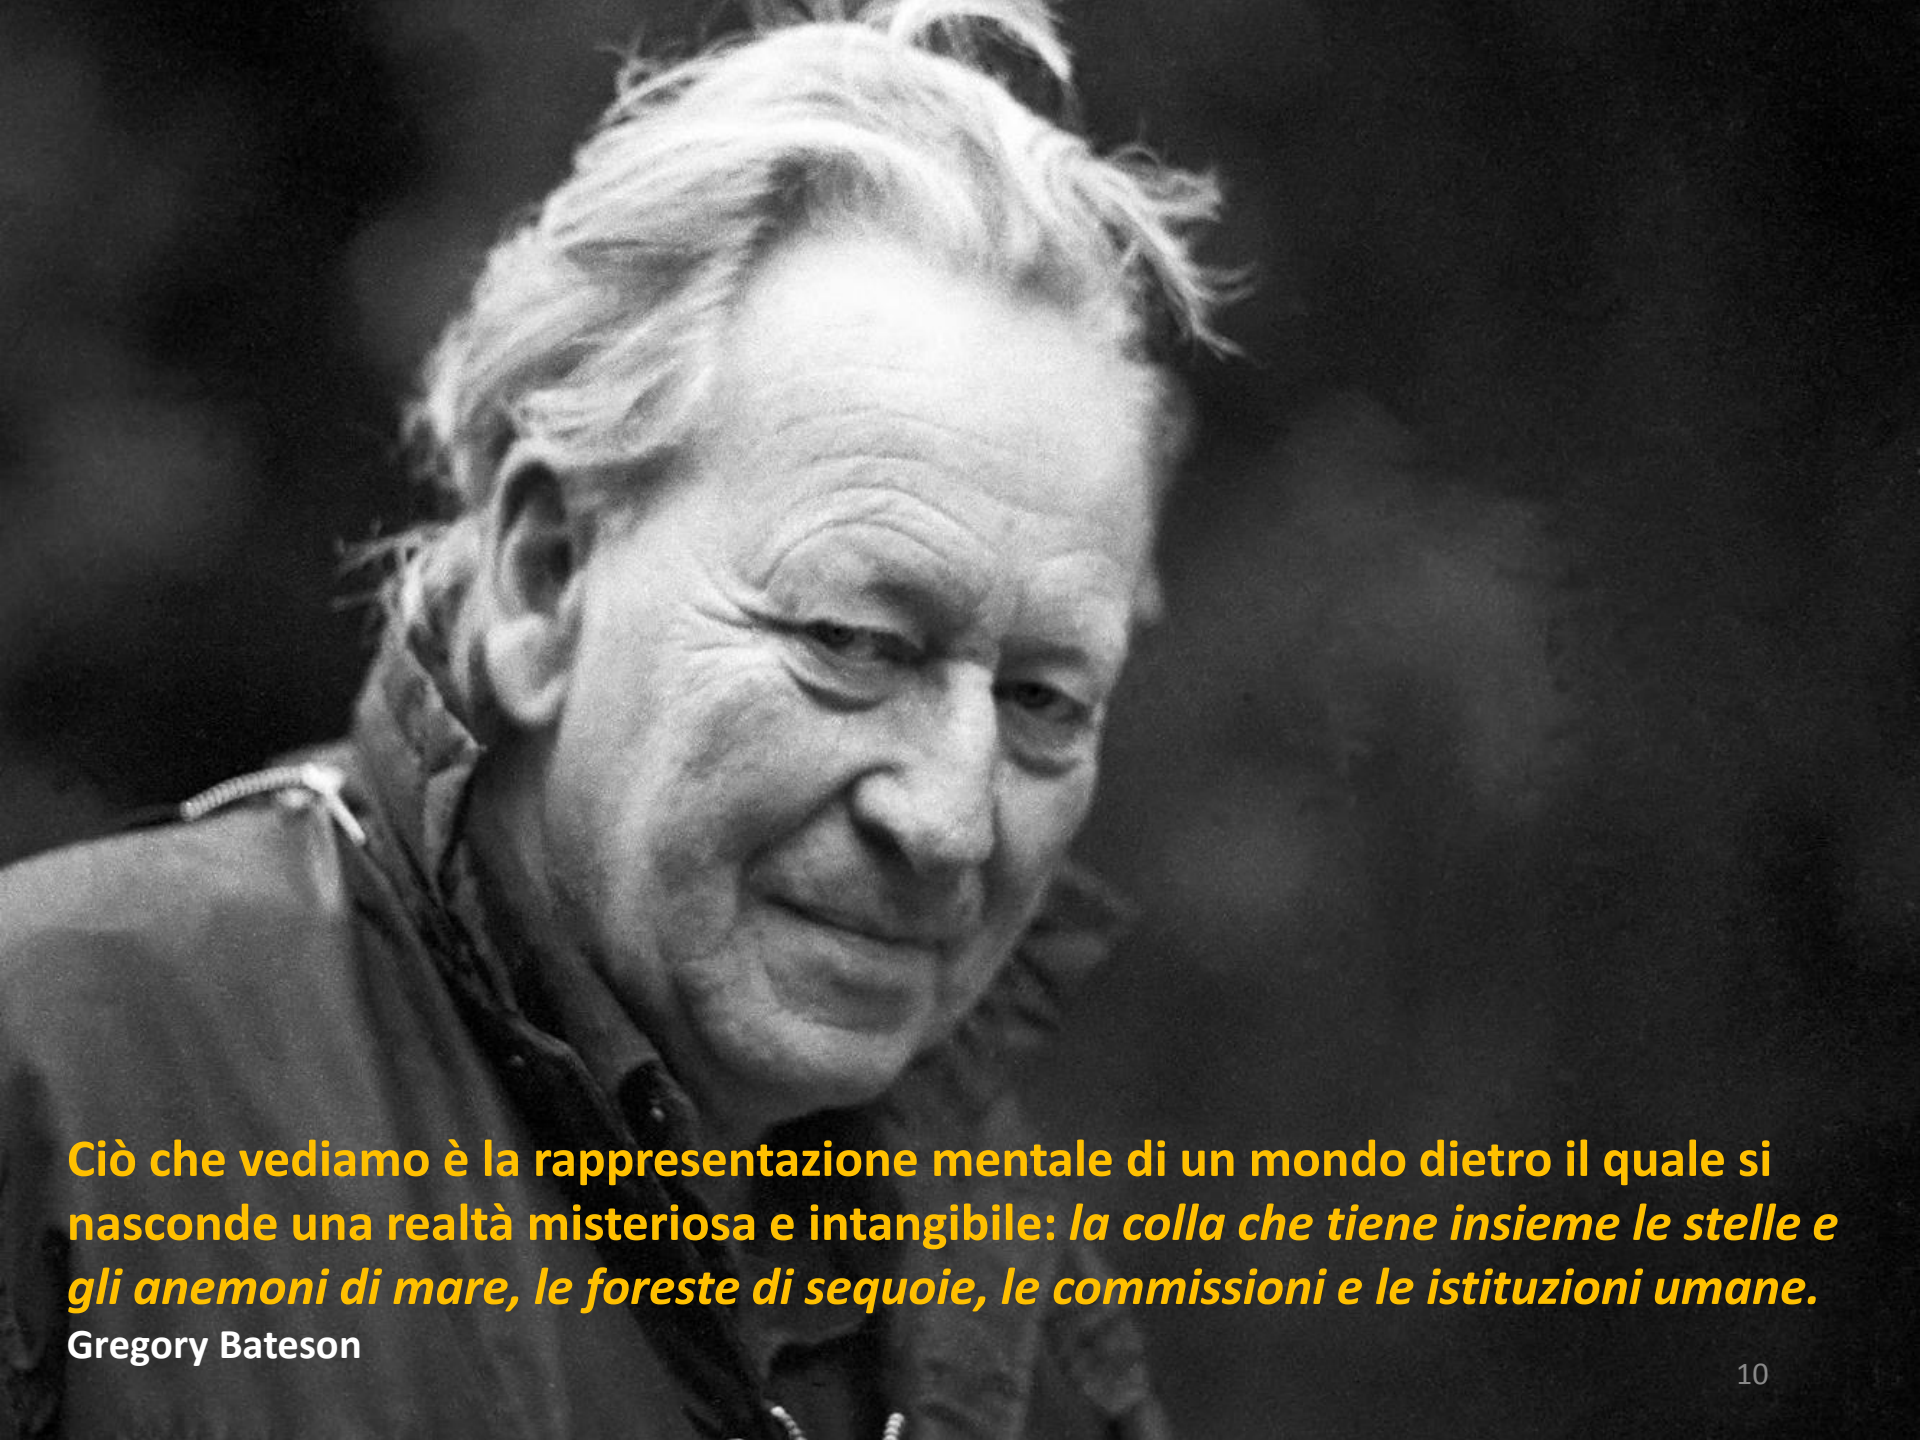 Ciò che vediamo è la rappresentazione mentale di un mondo dietro il quale si
nasconde una realtà misteriosa e intangibile: la colla che tiene insieme le stelle e
gli anemoni di mare, le foreste di sequoie, le commissioni e le istituzioni umane.
Gregory Bateson
10